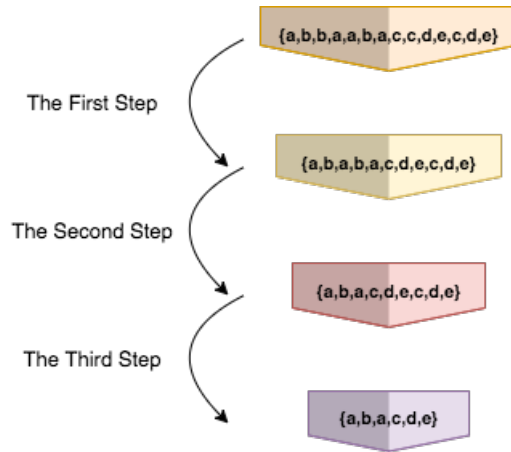 {a,b,b,a,a,b,a,c,c,d,e,c,d,e}
The First Step
{a,b,a,b,a,c,d,e,c,d,e}
The Second Step
{a,b,a,c,d,e,c,d,e}
The Third Step
{a,b,a,c,d,e}